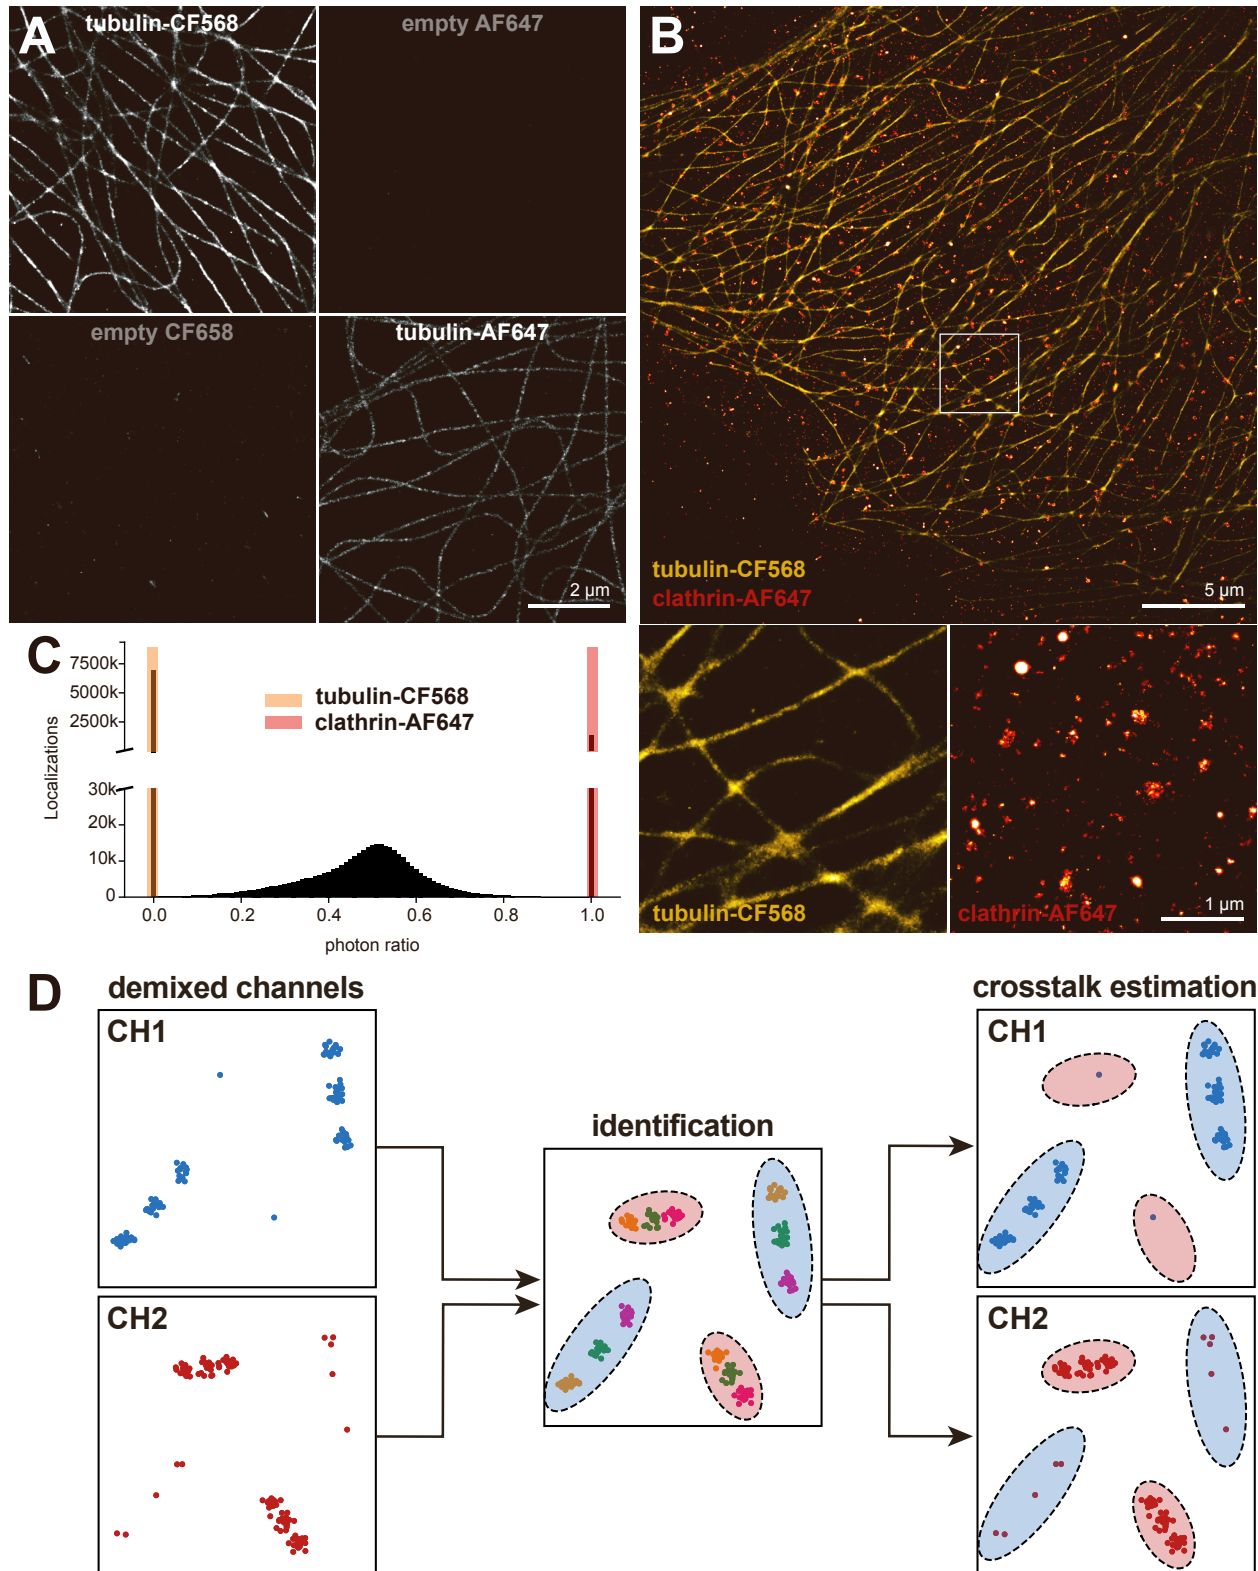 A
tubulin-CF568
empty AF647
empty CF658
tubulin-AF647
2 µm
B
tubulin-CF568
clathrin-AF647
5 µm
tubulin-CF568
clathrin-AF647
1 µm
C
Localizations
7500k
5000k
2500k
30k
20k
10k
0
tubulin-CF568
clathrin-AF647
0.0 0.2 0.4 0.6 0.8 1.0
photon ratio
D
demixed channels
CH1
CH2
identification
crosstalk estimation
CH1
CH2